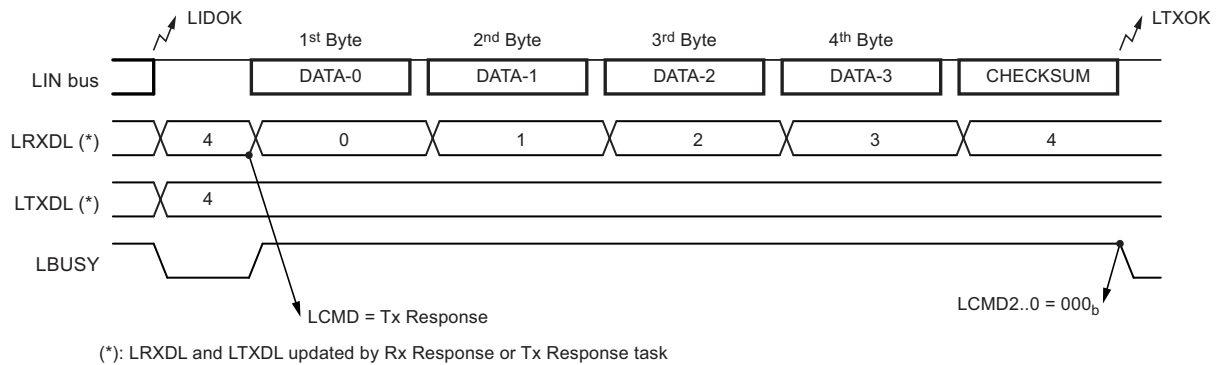 LIDOK
LTXOK
1st Byte 2nd Byte 3rd Byte 4th Byte
LIN bus DATA-0 DATA-1 DATA-2 DATA-3 CHECKSUM
LRXDL (*) 4 0 1 2 3 4
LTXDL (*) 4
LBUSY
LCMD = Tx Response
LCMD2..0 = 000b
(*): LRXDL and LTXDL updated by Rx Response or Tx Response task